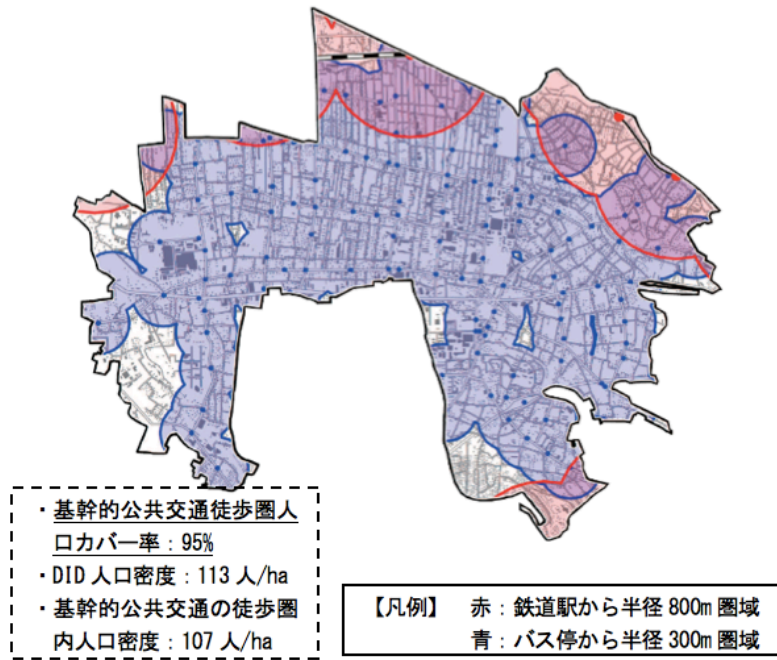 ・基幹的公共交通徒歩圏人
口カバー率：95%
・DID 人口密度：113 人/ha
・基幹的公共交通の徒歩圏
内人口密度：107 人/ha
【凡例】 赤：鉄道駅から半径 800m 圏域
青：バス停から半径 300m 圏域